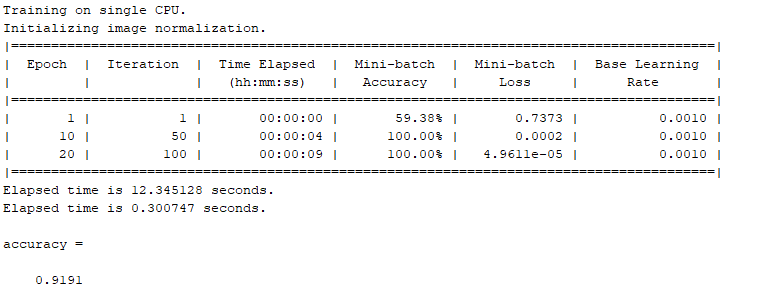 Training on single CPU.
Initializing image normalization.
|========================================================================================|
| Epoch | Iteration | Time Elapsed | Mini-batch | Mini-batch | Base Learning |
| | | (hh:mm:ss) | Accuracy | Loss | Rate |
|========================================================================================|
| 1 | 1 | 00:00:00 | 59.38% | 0.7373 | 0.0010 |
| 10 | 50 | 00:00:04 | 100.00% | 0.0002 | 0.0010 |
| 20 | 100 | 00:00:09 | 100.00% | 4.9611e-05 | 0.0010 |
|========================================================================================|
Elapsed time is 12.345128 seconds.
Elapsed time is 0.300747 seconds.
accuracy =
0.9191